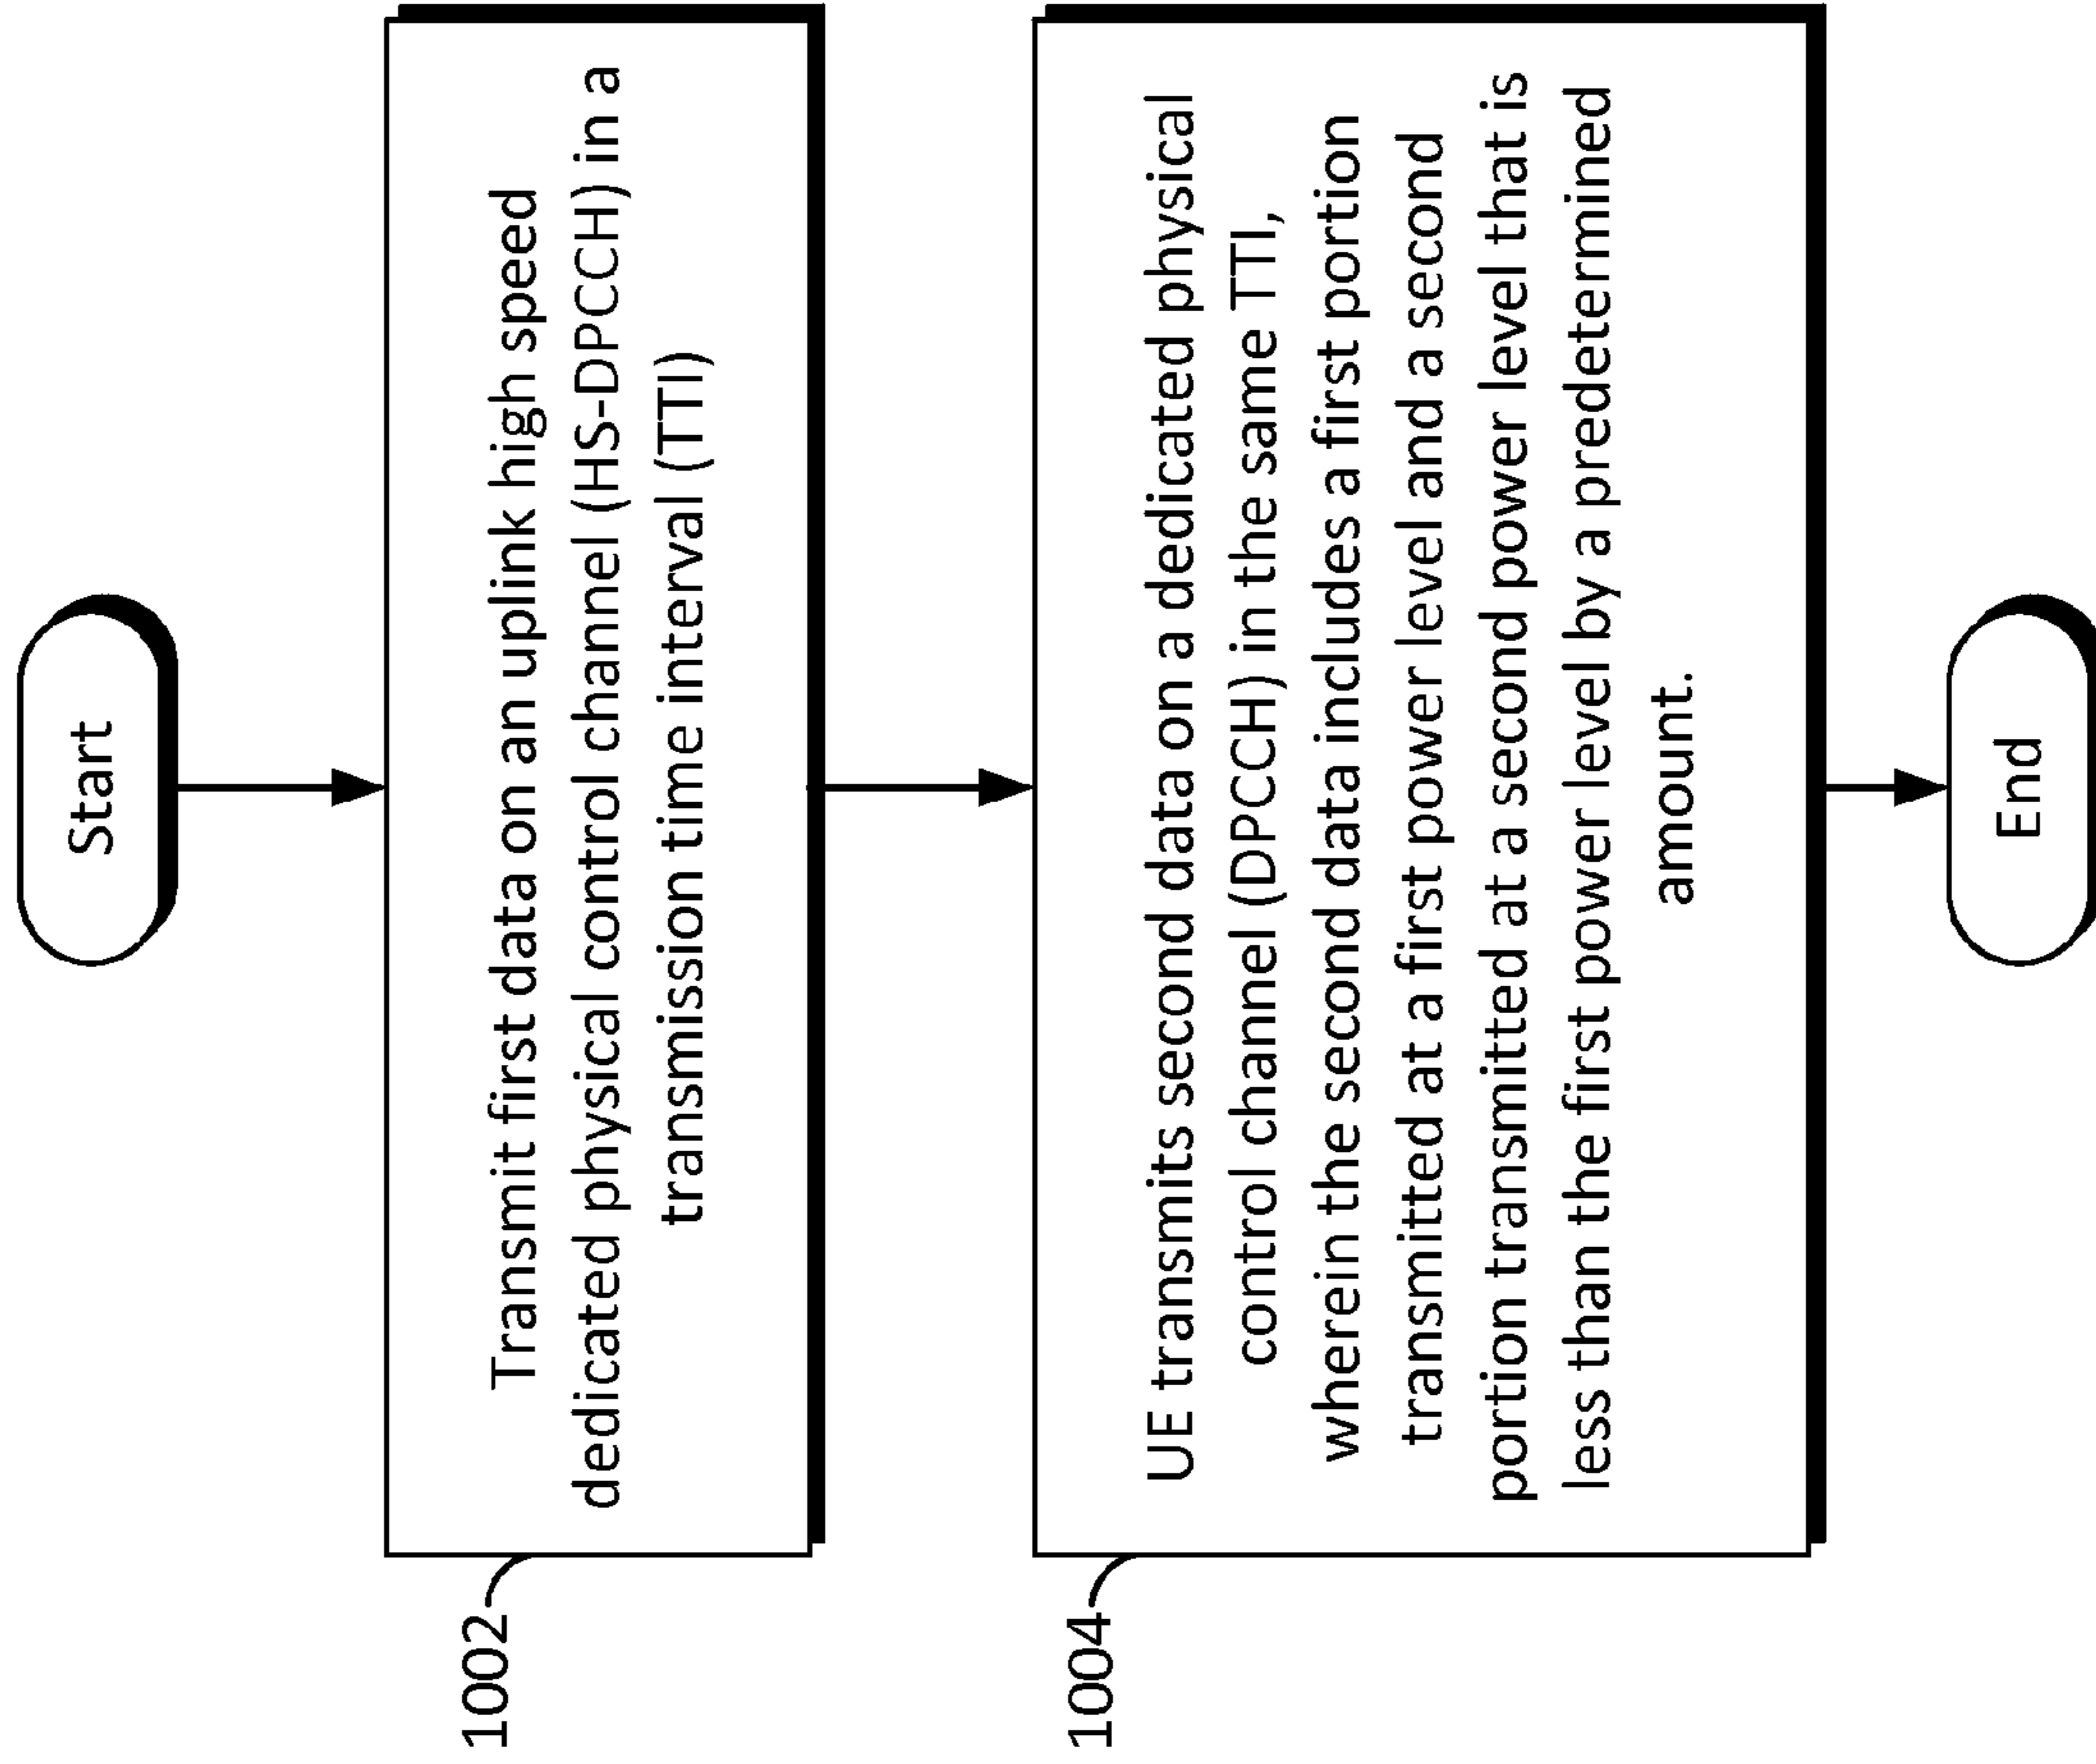 Start
1002
Transmit first data on an uplink high speed
dedicated physical control channel (HS-DPCCH) in a
transmission time interval (TTI)
1004
UE transmits second data on a dedicated physical
control channel (DPCCH) in the same TTI,
wherein the second data includes a first portion
transmitted at a first power level and a second
portion transmitted at a second power level that is
less than the first power level by a predetermined
amount.
End